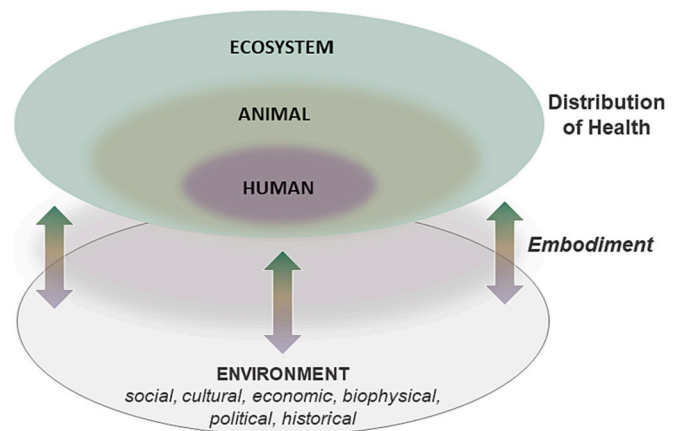 ECOSYSTEM
ANIMAL
HUMAN
Distribution
of Health
Embodiment
ENVIRONMENT
social, cultural, economic, biophysical,
political, historical